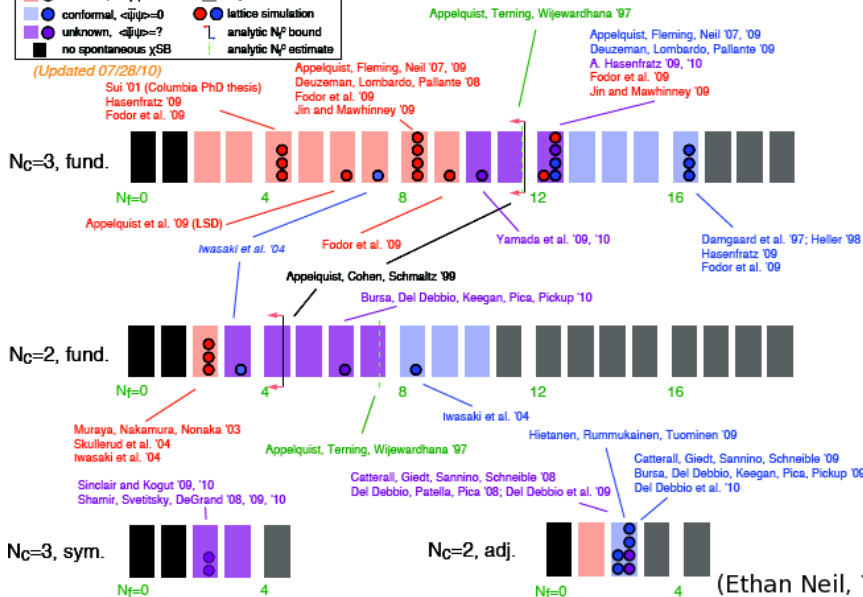 conformal, <ψ̄ψ>=0
lattice simulation
unknown, <ψ̄ψ>=?
analytic Nfᶜ bound
no spontaneous χSB
analytic Nfᶜ estimate
(Updated 07/28/10)
Appelquist, Terning, Wijewardhana '97
Sui '01 (Columbia PhD thesis)
Hasenfratz '09
Fodor et al. '09
Appelquist, Fleming, Neil '07, '09
Deuzeman, Lombardo, Pallante '08
Fodor et al. '09
Jin and Mawhinney '09
Appelquist, Fleming, Neil '07, '09
Deuzeman, Lombardo, Pallante '09
A. Hasenfratz '09, '10
Fodor et al. '09
Jin and Mawhinney '09
Nc=3, fund.
Nf=0
4
8
12
16
Appelquist et al. '09 (LSD)
Iwasaki et al. '04
Fodor et al. '09
Yamada et al. '09, '10
Damgaard et al. '97; Heller '98
Hasenfratz '09
Fodor et al. '09
Appelquist, Cohen, Schmaltz '99
Bursa, Del Debbio, Keegan, Pica, Pickup '10
Nc=2, fund.
Nf=0
4
8
12
16
Muraya, Nakamura, Nonaka '03
Skullerud et al. '04
Iwasaki et al. '04
Appelquist, Terning, Wijewardhana '97
Iwasaki et al. '04
Hietanen, Rummukainen, Tuominen '09
Sinclair and Kogut '09, '10
Shamir, Svetitsky, DeGrand '08, '09, '10
Catterall, Giedt, Sannino, Schneible '08
Del Debbio, Patella, Pica '08; Del Debbio et al. '09
Catterall, Giedt, Sannino, Schneible '09
Bursa, Del Debbio, Keegan, Pica, Pickup '09
Del Debbio et al. '10
Nc=3, sym.
Nf=0
4
Nc=2, adj.
Nf=0
4
(Ethan Neil,